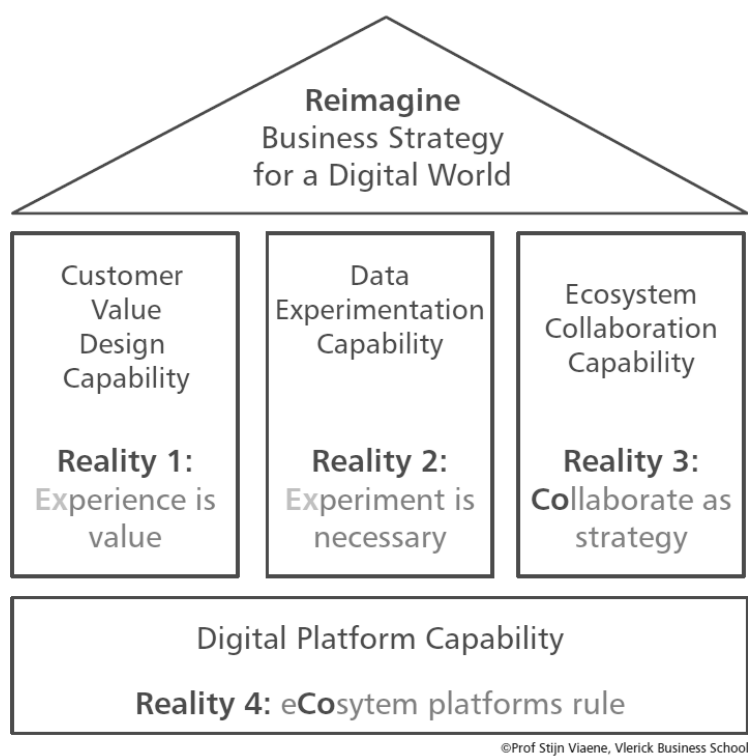 Reimagine
Business Strategy
for a Digital World
Customer
Value
Design
Capability
Reality 1:
Experience is
value
Data
Experimentation
Capability
Reality 2:
Experiment is
necessary
Ecosystem
Collaboration
Capability
Reality 3:
Collaborate as
strategy
Digital Platform Capability
Reality 4: eCosytem platforms rule
©Prof Stijn Viaene, Vlerick Business School